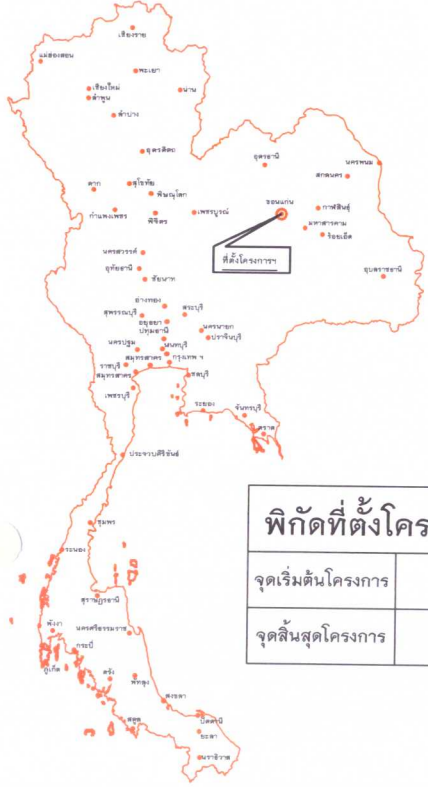 เชียงราย
แม่ฮ่องสอน
พะเยา
เชียงใหม่
น่าน
ลำพูน
ลำปาง
อุตรดิตถ์
อุดรธานี
นครพนม
สกลนคร
ตาก
สุโขทัย
พิษณุโลก
ขอนแก่น
กาฬสินธุ์
กำแพงเพชร
พิจิตร
เพชรบูรณ์
มหาสารคาม
ร้อยเอ็ด
นครสวรรค์
ที่ตั้งโครงการฯ
อุทัยธานี
ชัยนาท
อุบลราชธานี
อ่างทอง
สระบุรี
สุพรรณบุรี
อยุธยา
ปทุมธานี
นครนายก
ปราจีนบุรี
นครปฐม
นนทบุรี
กรุงเทพ ฯ
ราชบุรี
สมุทรสาคร
สมุทรสาคร
ชลบุรี
เพชรบุรี
ระยอง
จันทรบุรี
ตราด
ประจวบคีรีขันธ์
ชุมพร
ระนอง
สุราษฎรธานี
พังงา
นครศรีธรรมราช
กระบี่
ภูเก็ต
ตรัง
พัทลุง
สงขลา
สตูล
ปัตตานี
ยะลา
นราธิวาส
พิกัดที่ตั้งโคร
จุดเริ่มต้นโครงการ
จุดสิ้นสุดโครงการ